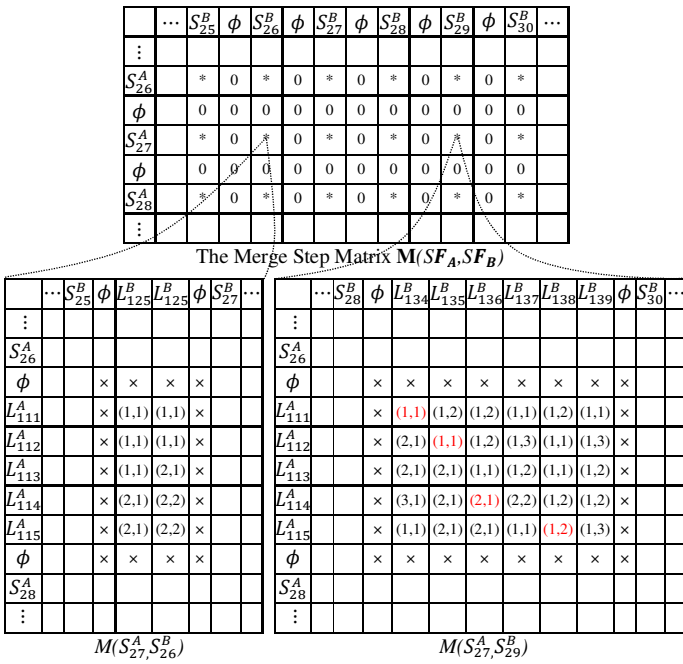 ⋯ S^B_25 ϕ S^B_26 ϕ S^B_27 ϕ S^B_28 ϕ S^B_29 ϕ S^B_30 ⋯
⋮
S^A_26 * 0 * 0 * 0 * 0 * 0 *
ϕ 0 0 0 0 0 0 0 0 0 0 0
S^A_27 * 0 * 0 * 0 * 0 * 0 *
ϕ 0 0 0 0 0 0 0 0 0 0 0
S^A_28 * 0 * 0 * 0 * 0 * 0 *
⋮
The Merge Step Matrix M(SF_A,SF_B)
⋯ S^B_25 ϕ L^B_125 L^B_125 ϕ S^B_27 ⋯
⋮
S^A_26
ϕ × × × ×
L^A_111 × (1,1) (1,1) ×
L^A_112 × (1,1) (1,1) ×
L^A_113 × (1,1) (2,1) ×
L^A_114 × (2,1) (2,2) ×
L^A_115 × (2,1) (2,2) ×
ϕ × × × ×
S^A_28
⋮
M(S^A_27,S^B_26)
⋯ S^B_28 ϕ L^B_134 L^B_135 L^B_136 L^B_137 L^B_138 L^B_139 ϕ S^B_30 ⋯
⋮
S^A_26
ϕ × × × × × × × ×
L^A_111 × (1,1) (1,2) (1,2) (1,1) (1,2) (1,1) ×
L^A_112 × (2,1) (1,1) (1,2) (1,3) (1,1) (1,3) ×
L^A_113 × (2,1) (2,1) (1,1) (1,2) (1,1) (1,2) ×
L^A_114 × (3,1) (2,1) (2,1) (2,2) (1,2) (1,2) ×
L^A_115 × (1,1) (2,1) (2,1) (1,1) (1,2) (1,3) ×
ϕ × × × × × × × ×
S^A_28
⋮
M(S^A_27,S^B_29)